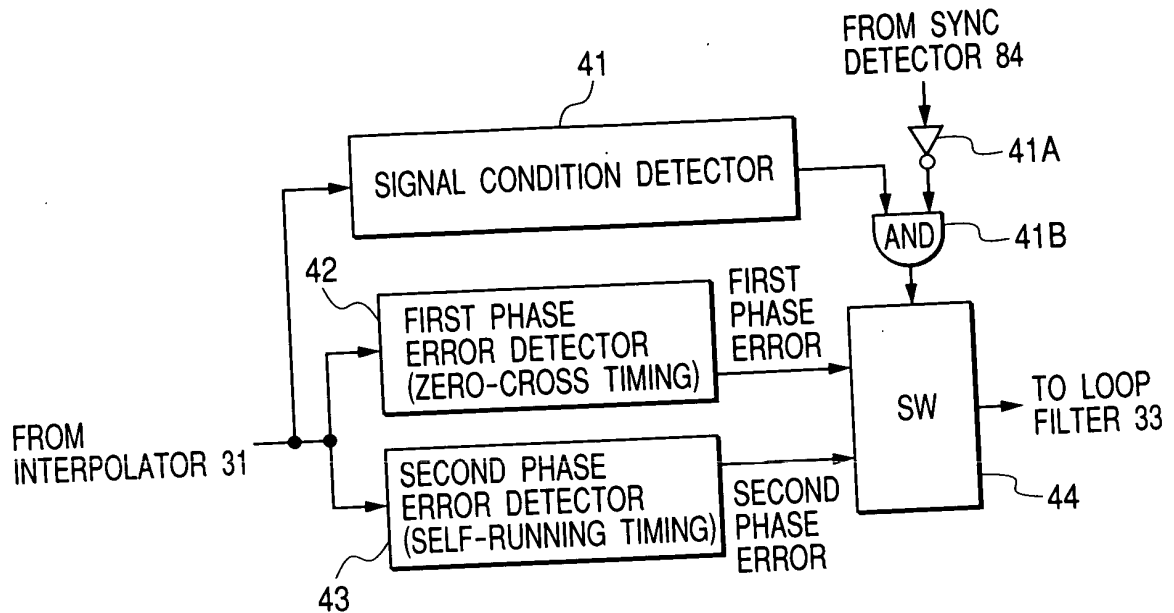 FROM SYNC
DETECTOR 84
41
SIGNAL CONDITION DETECTOR
41A
AND
41B
42
FIRST PHASE
ERROR DETECTOR
(ZERO-CROSS TIMING)
FIRST
PHASE
ERROR
SW
TO LOOP
FILTER 33
FROM
INTERPOLATOR 31
SECOND PHASE
ERROR DETECTOR
(SELF-RUNNING TIMING)
SECOND
PHASE
ERROR
44
43